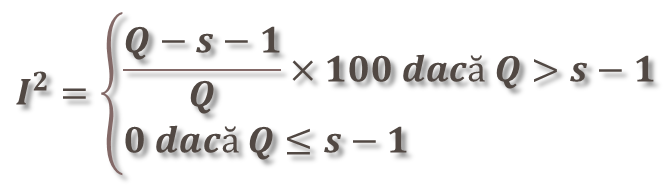 I² = { (Q − s − 1)/Q × 100 dacă Q > s − 1
0 dacă Q ≤ s − 1